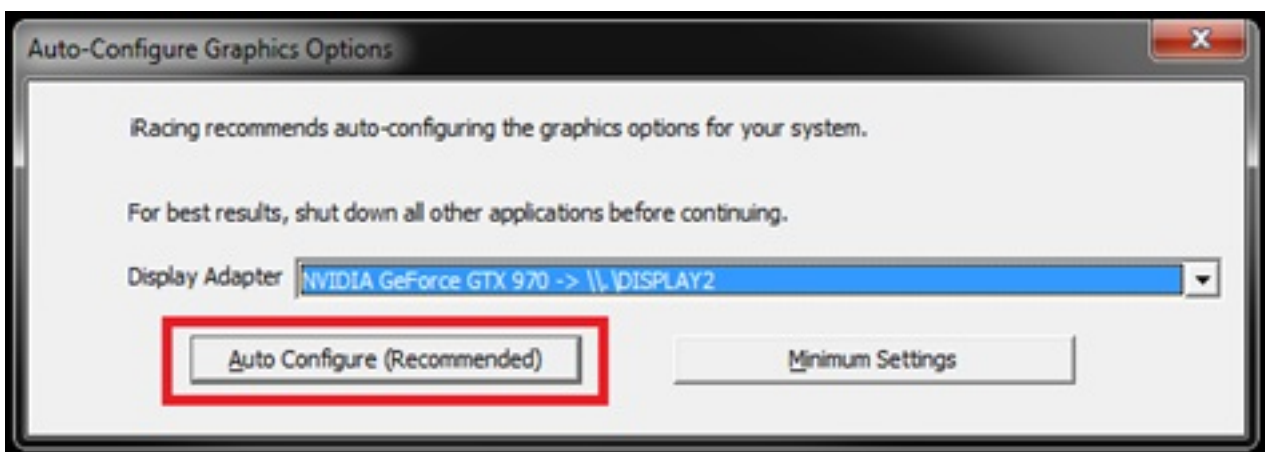 Auto-Configure Graphics Options
iRacing recommends auto-configuring the graphics options for your system.
For best results, shut down all other applications before continuing.
Display Adapter NVIDIA GeForce GTX 970 -> \\.\DISPLAY2
Auto Configure (Recommended) Minimum Settings